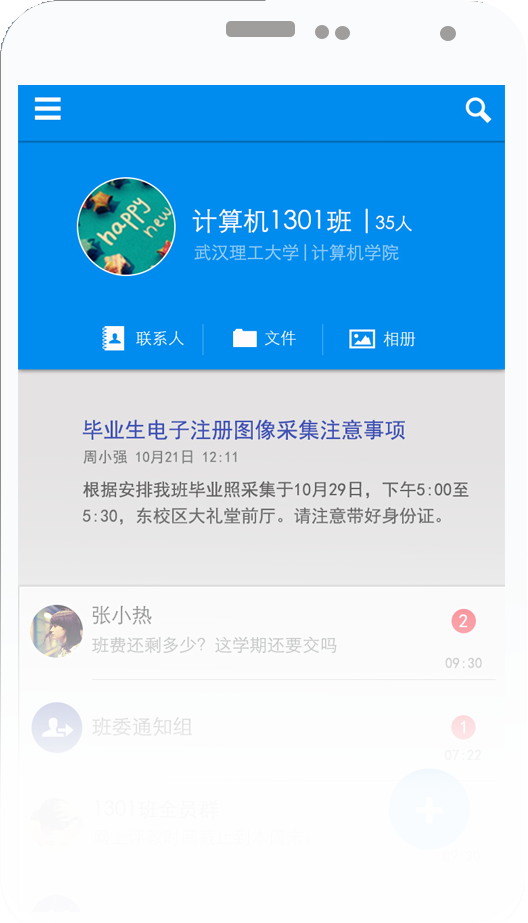 happy
new
计算机1301班 | 35人
武汉理工大学 | 计算机学院
联系人 文件 相册
毕业生电子注册图像采集注意事项
周小强 10月21日 12:11
根据安排我班毕业照采集于10月29日，下午5:00至
5:30，东校区大礼堂前厅。请注意带好身份证。
张小热
2
班费还剩多少？这学期还要交吗
09:30
班委通知组
1
07:22
1301班全员群